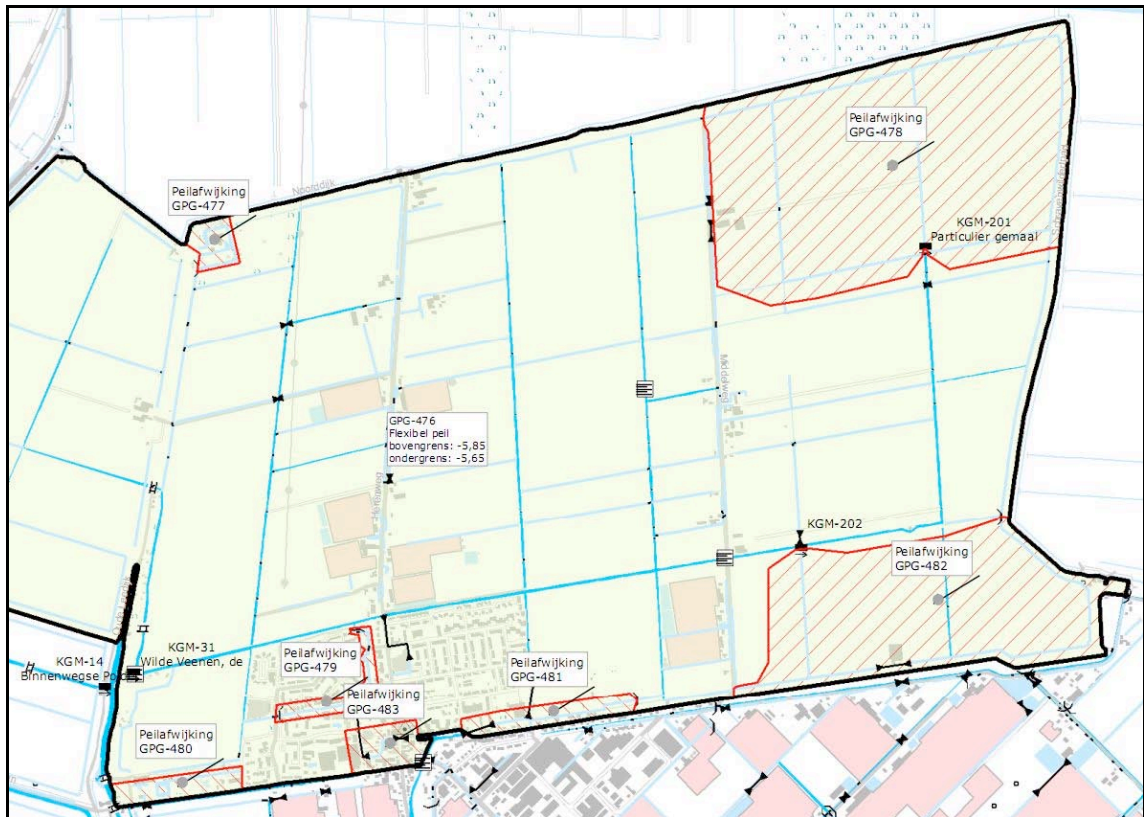 Peilafwijking
GPG-478
Noorddijk
Peilafwijking
GPG-477
KGM-201
Particulier gemaal
Middelweg
GPG-476
Flexibel peil
bovengrens: -5,85
ondergrens: -5,65
KGM-202
Peilafwijking
GPG-482
KGM-31
Wilde Veenen, de
KGM-14
Binnenwegse Polder
Peilafwijking
GPG-479
Peilafwijking
GPG-481
Peilafwijking
GPG-483
Peilafwijking
GPG-480